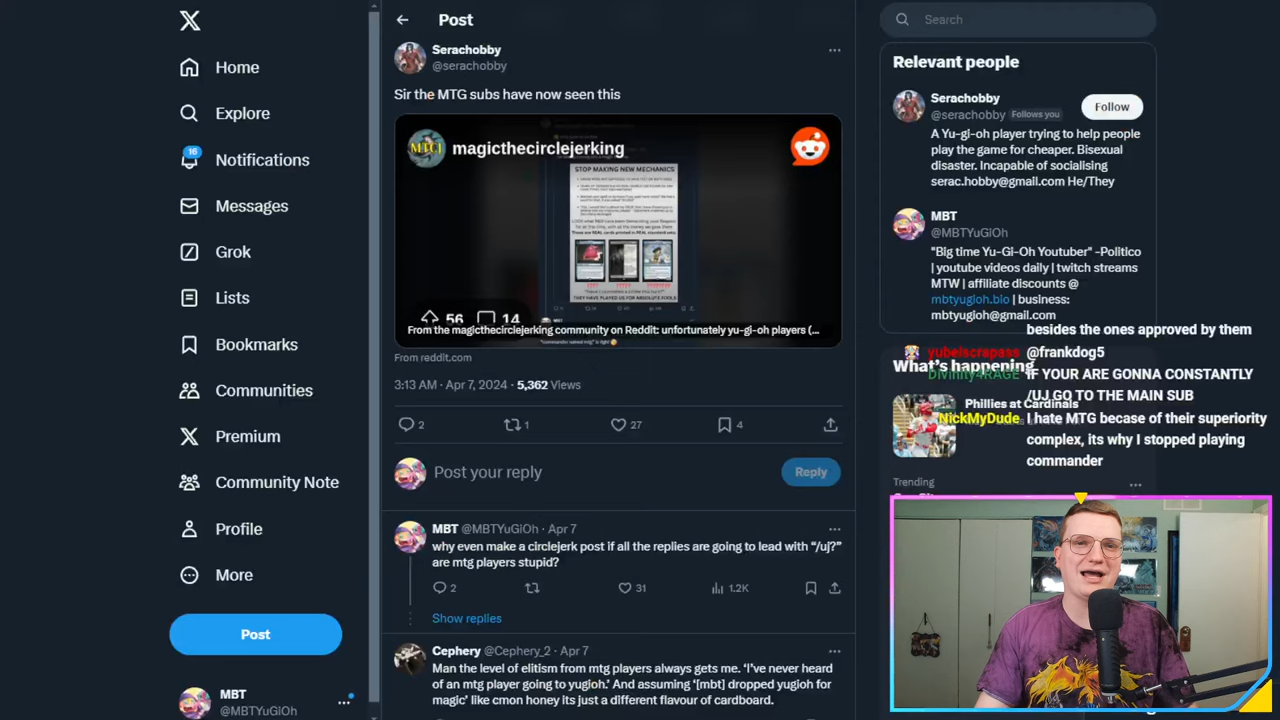 Home
Explore
16
Notifications
Messages
Grok
Lists
Bookmarks
Communities
Premium
Community Note
Profile
More
Post
MBT
@MBTYuGiOh
Post
Serachobby
@serachobby
Sir the MTG subs have now seen this
MTCJ
magicthecirclejerking
STOP MAKING NEW MECHANICS
THEY HAVE PLAYED US FOR ABSOLUTE FOOLS
56
14
From the magicthecirclejerking community on Reddit: unfortunately yu-gi-oh players (...
From reddit.com
3:13 AM · Apr 7, 2024 · 5,362 Views
2
1
27
4
Post your reply
Reply
MBT @MBTYuGiOh · Apr 7
why even make a circlejerk post if all the replies are going to lead with "/uj?"
are mtg players stupid?
2
31
1.2K
Show replies
Cephery @Cephery_2 · Apr 7
Man the level of elitism from mtg players always gets me. 'I've never heard
of an mtg player going to yugioh.' And assuming '[mbt] dropped yugioh for
magic' like cmon honey its just a different flavour of cardboard.
Search
Relevant people
Serachobby
@serachobby Follows you
Follow
A Yu-gi-oh player trying to help people
play the game for cheaper. Bisexual
disaster. Incapable of socialising
serac.hobby@gmail.com He/They
MBT
@MBTYuGiOh
"Big time Yu-Gi-Oh Youtuber" -Politico
| youtube videos daily | twitch streams
MTW | affiliate discounts @
mbtyugioh.bio | business:
mbtyugioh@gmail.com
besides the ones approved by them
yubeiscrapass @frankdog5
What's happening
Divinity4RAGE IF YOUR ARE GONNA CONSTANTLY
/UJ GO TO THE MAIN SUB
Phillies at Cardinals
NickMyDude I hate MTG becase of their superiority
complex, its why I stopped playing
commander
Trending